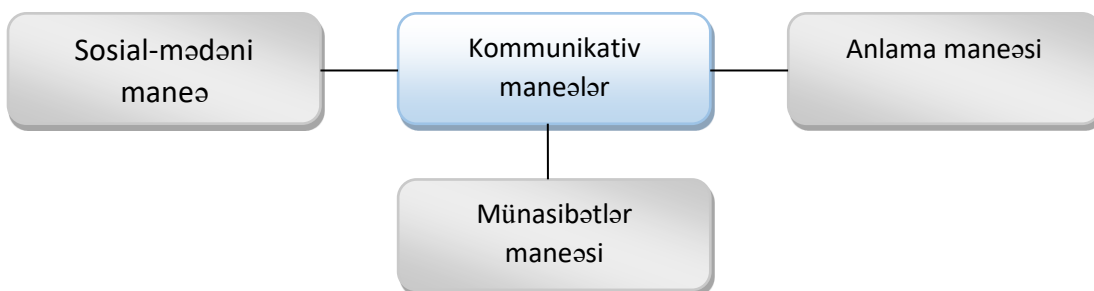 Sosial-mədəni
maneə
Kommunikativ
maneələr
Anlama maneəsi
Münasibətlər
maneəsi